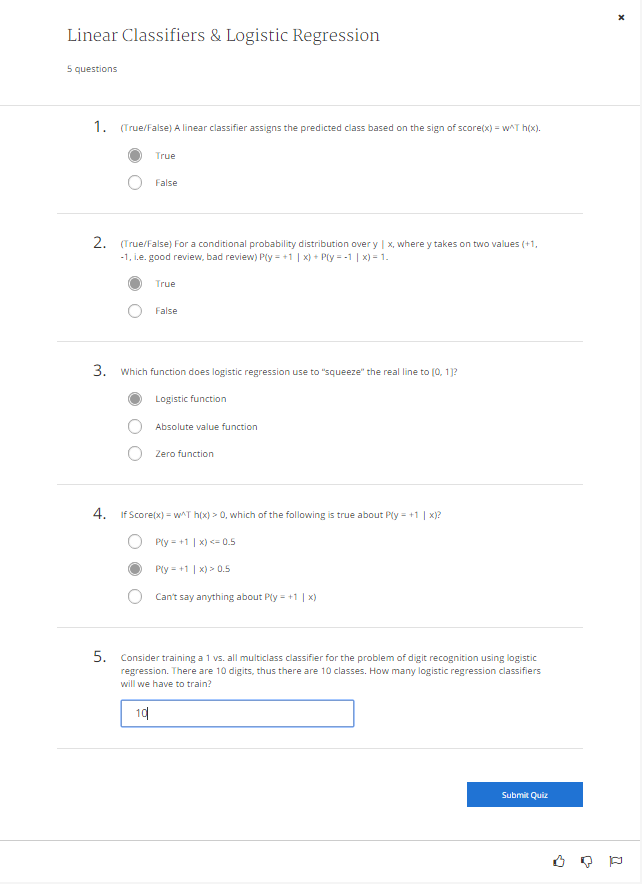 ×
Linear Classifiers & Logistic Regression
5 questions
1. (True/False) A linear classifier assigns the predicted class based on the sign of score(x) = w^T h(x).
True
False
2. (True/False) For a conditional probability distribution over y | x, where y takes on two values (+1,
-1, i.e. good review, bad review) P(y = +1 | x) + P(y = -1 | x) = 1.
True
False
3. Which function does logistic regression use to "squeeze" the real line to [0, 1]?
Logistic function
Absolute value function
Zero function
4. If Score(x) = w^T h(x) > 0, which of the following is true about P(y = +1 | x)?
P(y = +1 | x) <= 0.5
P(y = +1 | x) > 0.5
Can't say anything about P(y = +1 | x)
5. Consider training a 1 vs. all multiclass classifier for the problem of digit recognition using logistic
regression. There are 10 digits, thus there are 10 classes. How many logistic regression classifiers
will we have to train?
10
Submit Quiz